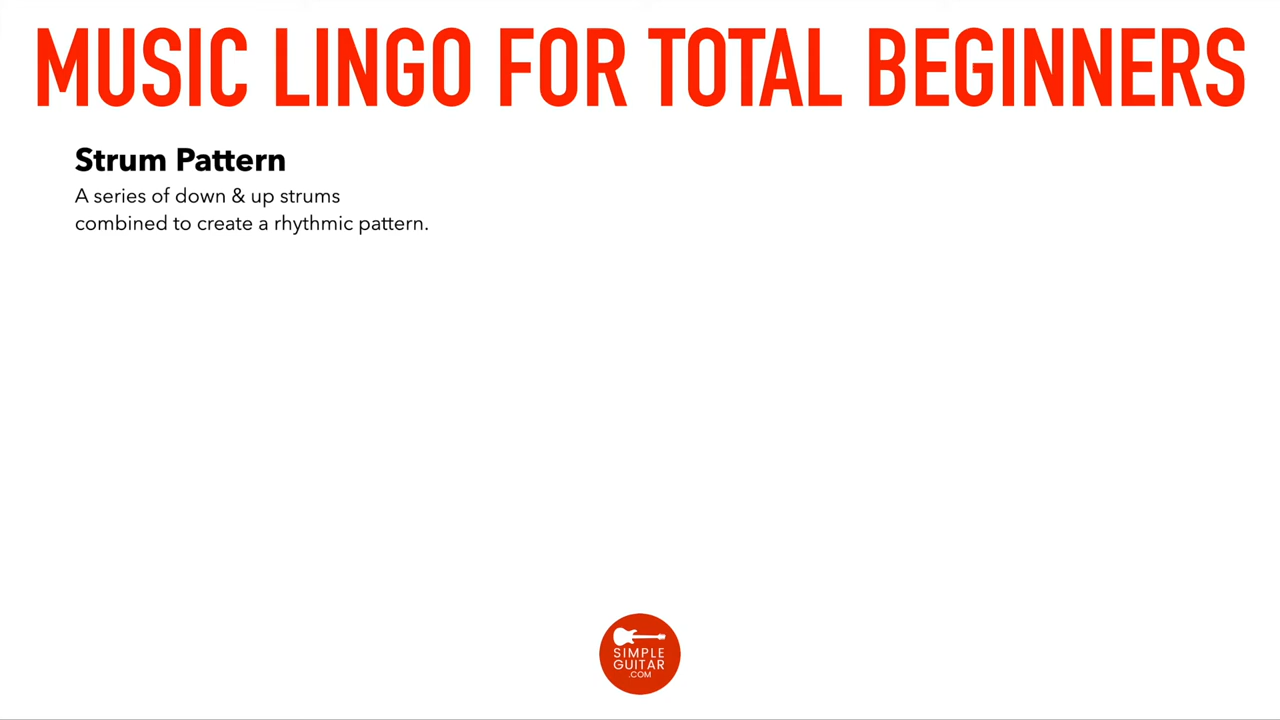 MUSIC LINGO FOR TOTAL BEGINNERS
Strum Pattern
A series of down & up strums
combined to create a rhythmic pattern.
SIMPLE
GUITAR
.COM